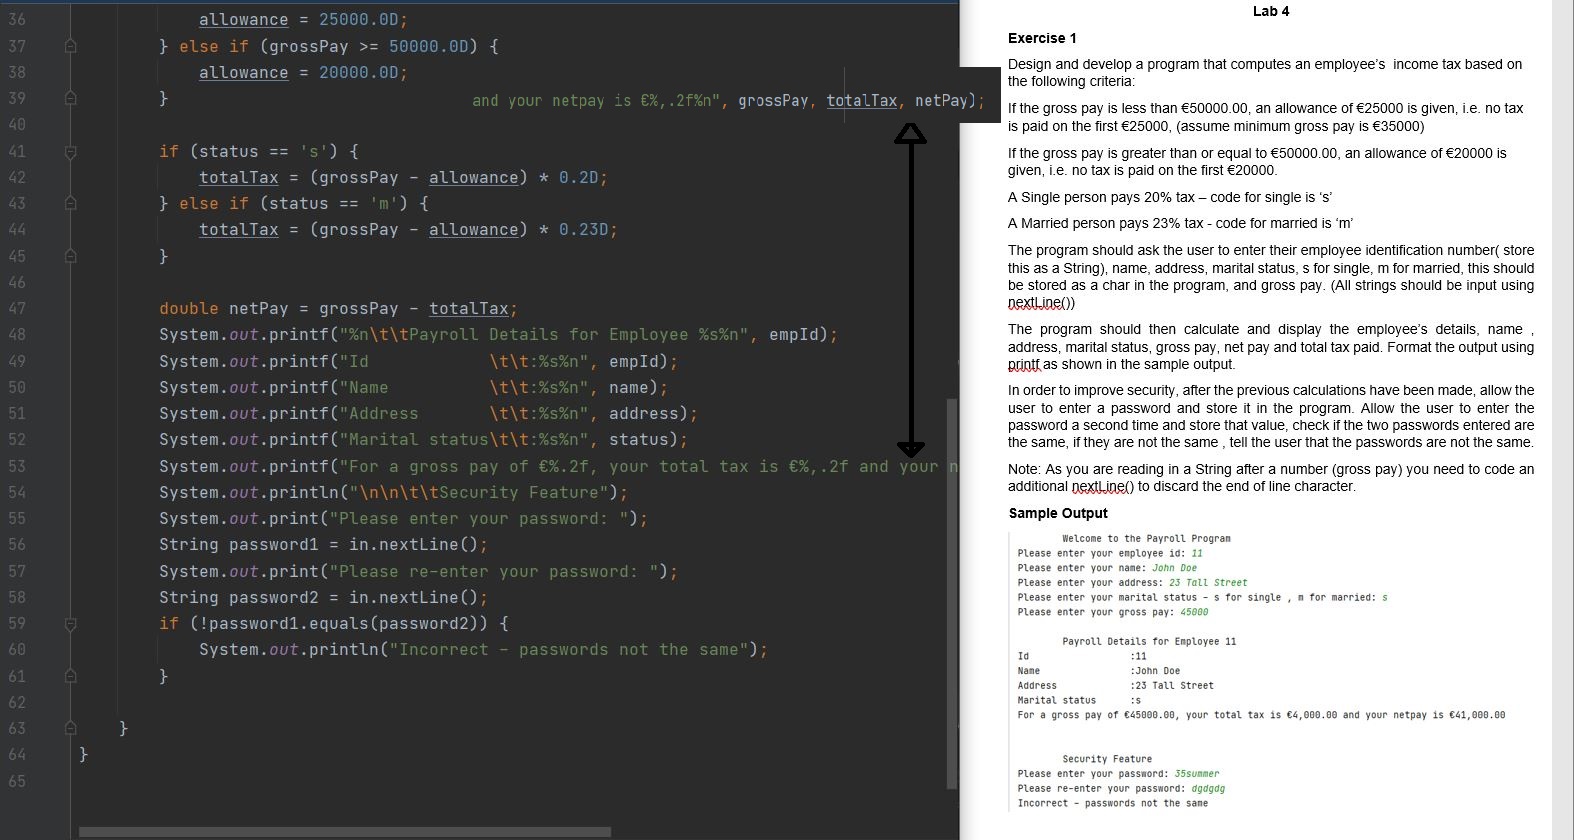 36 allowance = 25000.0D;
37 } else if (grossPay >= 50000.0D) {
38 allowance = 20000.0D;
39 }
and your netpay is €%,.2f%n", grossPay, totalTax, netPay);
40
41 if (status == 's') {
42 totalTax = (grossPay - allowance) * 0.2D;
43 } else if (status == 'm') {
44 totalTax = (grossPay - allowance) * 0.23D;
45 }
46
47 double netPay = grossPay - totalTax;
48 System.out.printf("%n\t\tPayroll Details for Employee %s%n", empId);
49 System.out.printf("Id \t\t:%s%n", empId);
50 System.out.printf("Name \t\t:%s%n", name);
51 System.out.printf("Address \t\t:%s%n", address);
52 System.out.printf("Marital status\t\t:%s%n", status);
53 System.out.printf("For a gross pay of €%.2f, your total tax is €%,.2f and your n
54 System.out.println("\n\n\t\tSecurity Feature");
55 System.out.print("Please enter your password: ");
56 String password1 = in.nextLine();
57 System.out.print("Please re-enter your password: ");
58 String password2 = in.nextLine();
59 if (!password1.equals(password2)) {
60 System.out.println("Incorrect - passwords not the same");
61 }
62
63 }
64 }
65
Lab 4
Exercise 1
Design and develop a program that computes an employee's income tax based on
the following criteria:
If the gross pay is less than €50000.00, an allowance of €25000 is given, i.e. no tax
is paid on the first €25000, (assume minimum gross pay is €35000)
If the gross pay is greater than or equal to €50000.00, an allowance of €20000 is
given, i.e. no tax is paid on the first €20000.
A Single person pays 20% tax – code for single is ‘s’
A Married person pays 23% tax - code for married is ‘m’
The program should ask the user to enter their employee identification number( store
this as a String), name, address, marital status, s for single, m for married, this should
be stored as a char in the program, and gross pay. (All strings should be input using
nextLine())
The program should then calculate and display the employee's details, name ,
address, marital status, gross pay, net pay and total tax paid. Format the output using
printf as shown in the sample output.
In order to improve security, after the previous calculations have been made, allow the
user to enter a password and store it in the program. Allow the user to enter the
password a second time and store that value, check if the two passwords entered are
the same, if they are not the same , tell the user that the passwords are not the same.
Note: As you are reading in a String after a number (gross pay) you need to code an
additional nextLine() to discard the end of line character.
Sample Output
Welcome to the Payroll Program
Please enter your employee id: 11
Please enter your name: John Doe
Please enter your address: 23 Tall Street
Please enter your marital status - s for single , m for married: s
Please enter your gross pay: 45000
Payroll Details for Employee 11
Id :11
Name :John Doe
Address :23 Tall Street
Marital status :s
For a gross pay of €45000.00, your total tax is €4,000.00 and your netpay is €41,000.00
Security Feature
Please enter your password: 35summer
Please re-enter your password: dgdgdg
Incorrect - passwords not the same